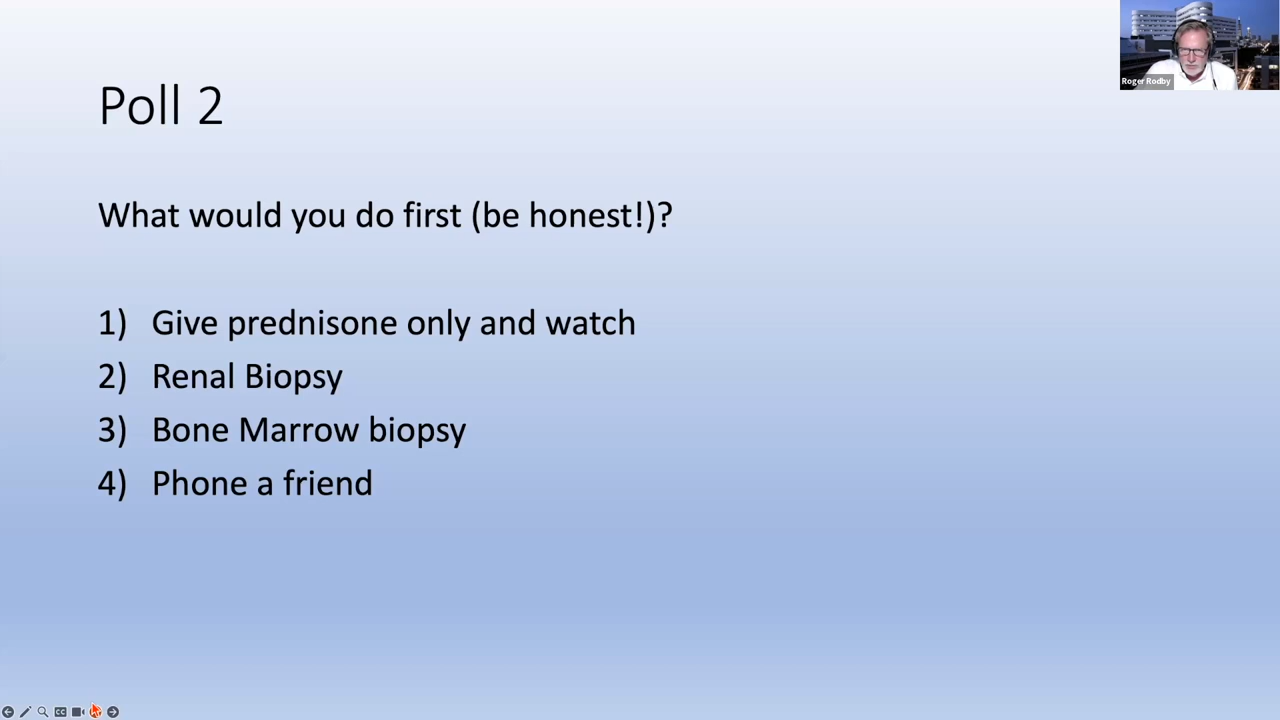 Roger Rodby
Poll 2
What would you do first (be honest!)?
1) Give prednisone only and watch
2) Renal Biopsy
3) Bone Marrow biopsy
4) Phone a friend
CC